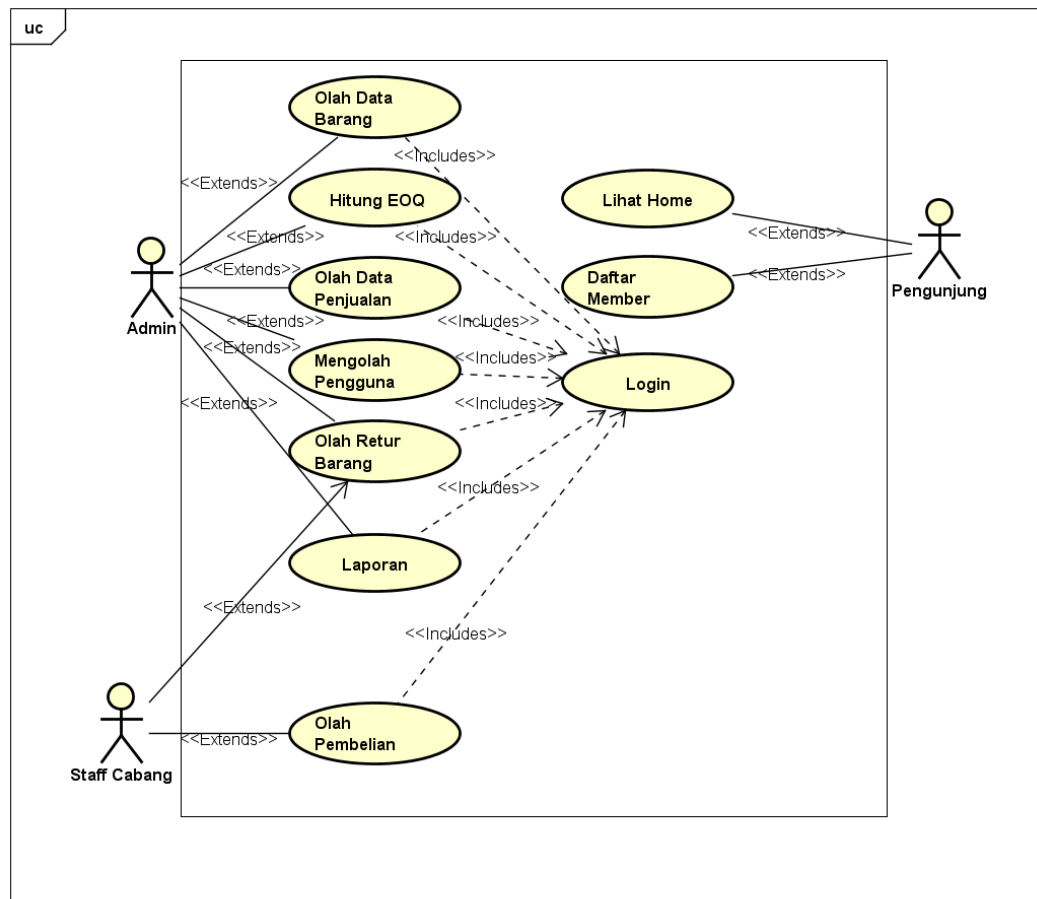 uc
Olah Data
Barang
<<Includes>>
<<Extends>>
Hitung EOQ
Lihat Home
<<Extends>>
<<Includes>>
<<Extends>>
<<Extends>>
Olah Data
Penjualan
Daftar
Member
<<Extends>>
Pengunjung
Admin
<<Extends>>
<<Includes>>
<<Extends>>
Mengolah
Pengguna
<<Includes>>
Login
<<Extends>>
<<Includes>>
Olah Retur
Barang
<<Includes>>
Laporan
<<Extends>>
<<Includes>>
Olah
Pembelian
<<Extends>>
Staff Cabang